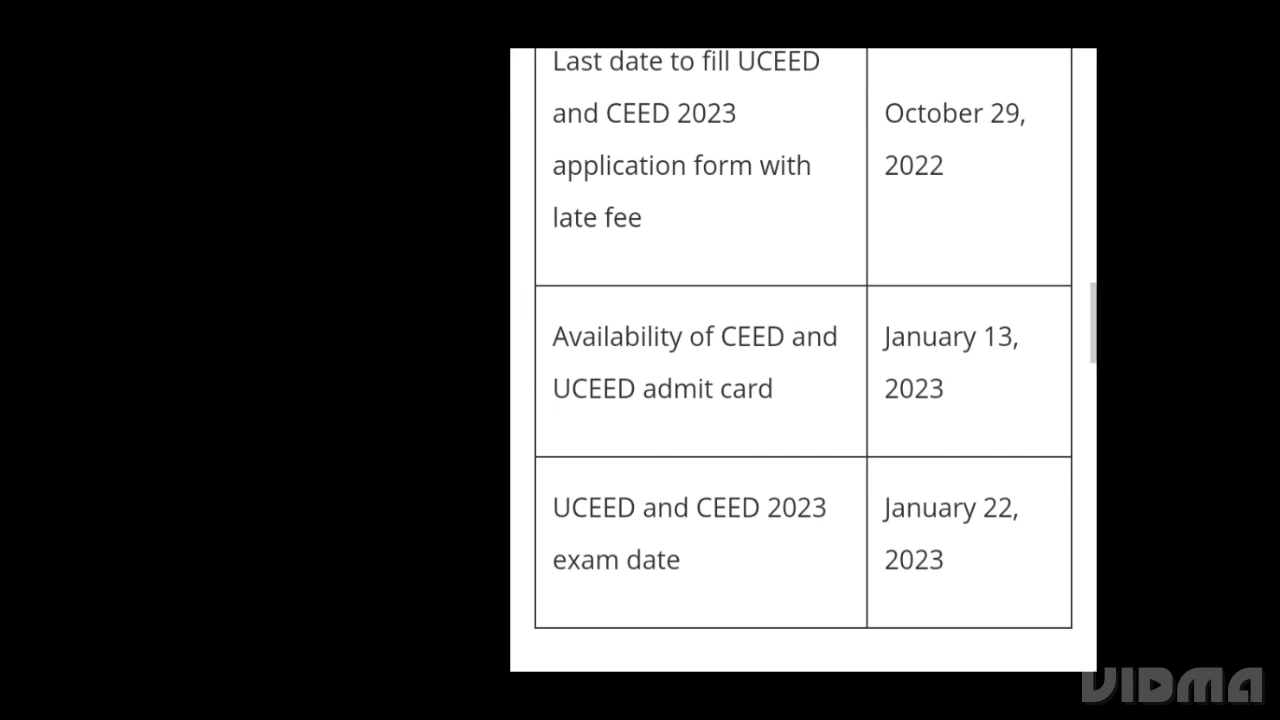 Last date to fill UCEED
and CEED 2023
application form with
late fee
October 29,
2022
Availability of CEED and
UCEED admit card
January 13,
2023
UCEED and CEED 2023
exam date
January 22,
2023
VIDMA